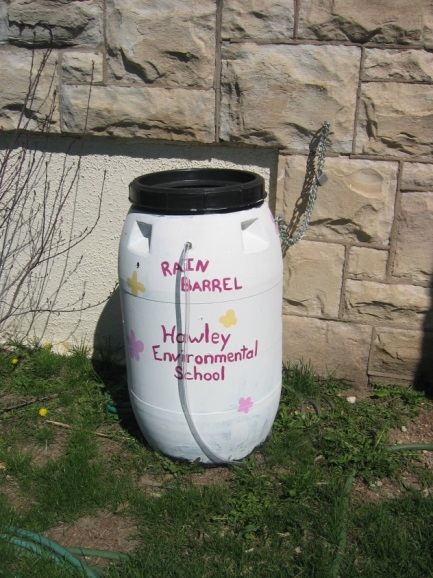 RAIN
BARREL
Hawley
Environmental
School